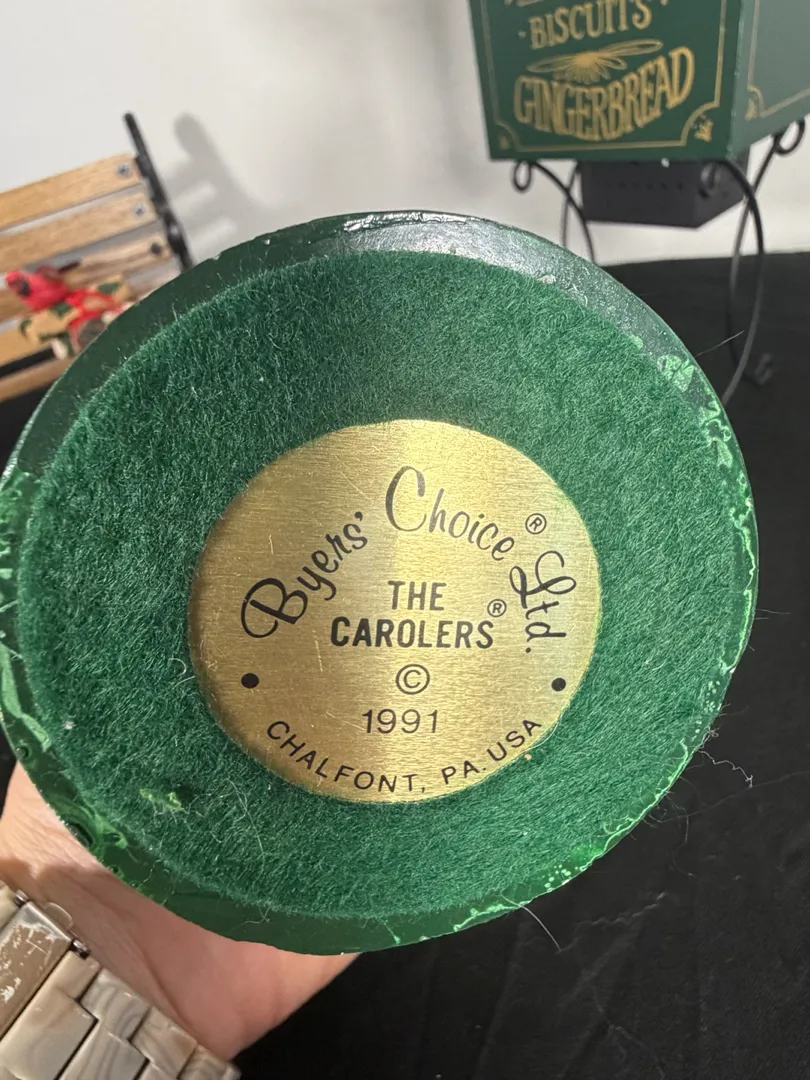 · BISCUITS ·
GINGERBREAD
Byers' Choice® Ltd.
THE
CAROLERS®
©
• 1991 •
CHALFONT, PA. USA